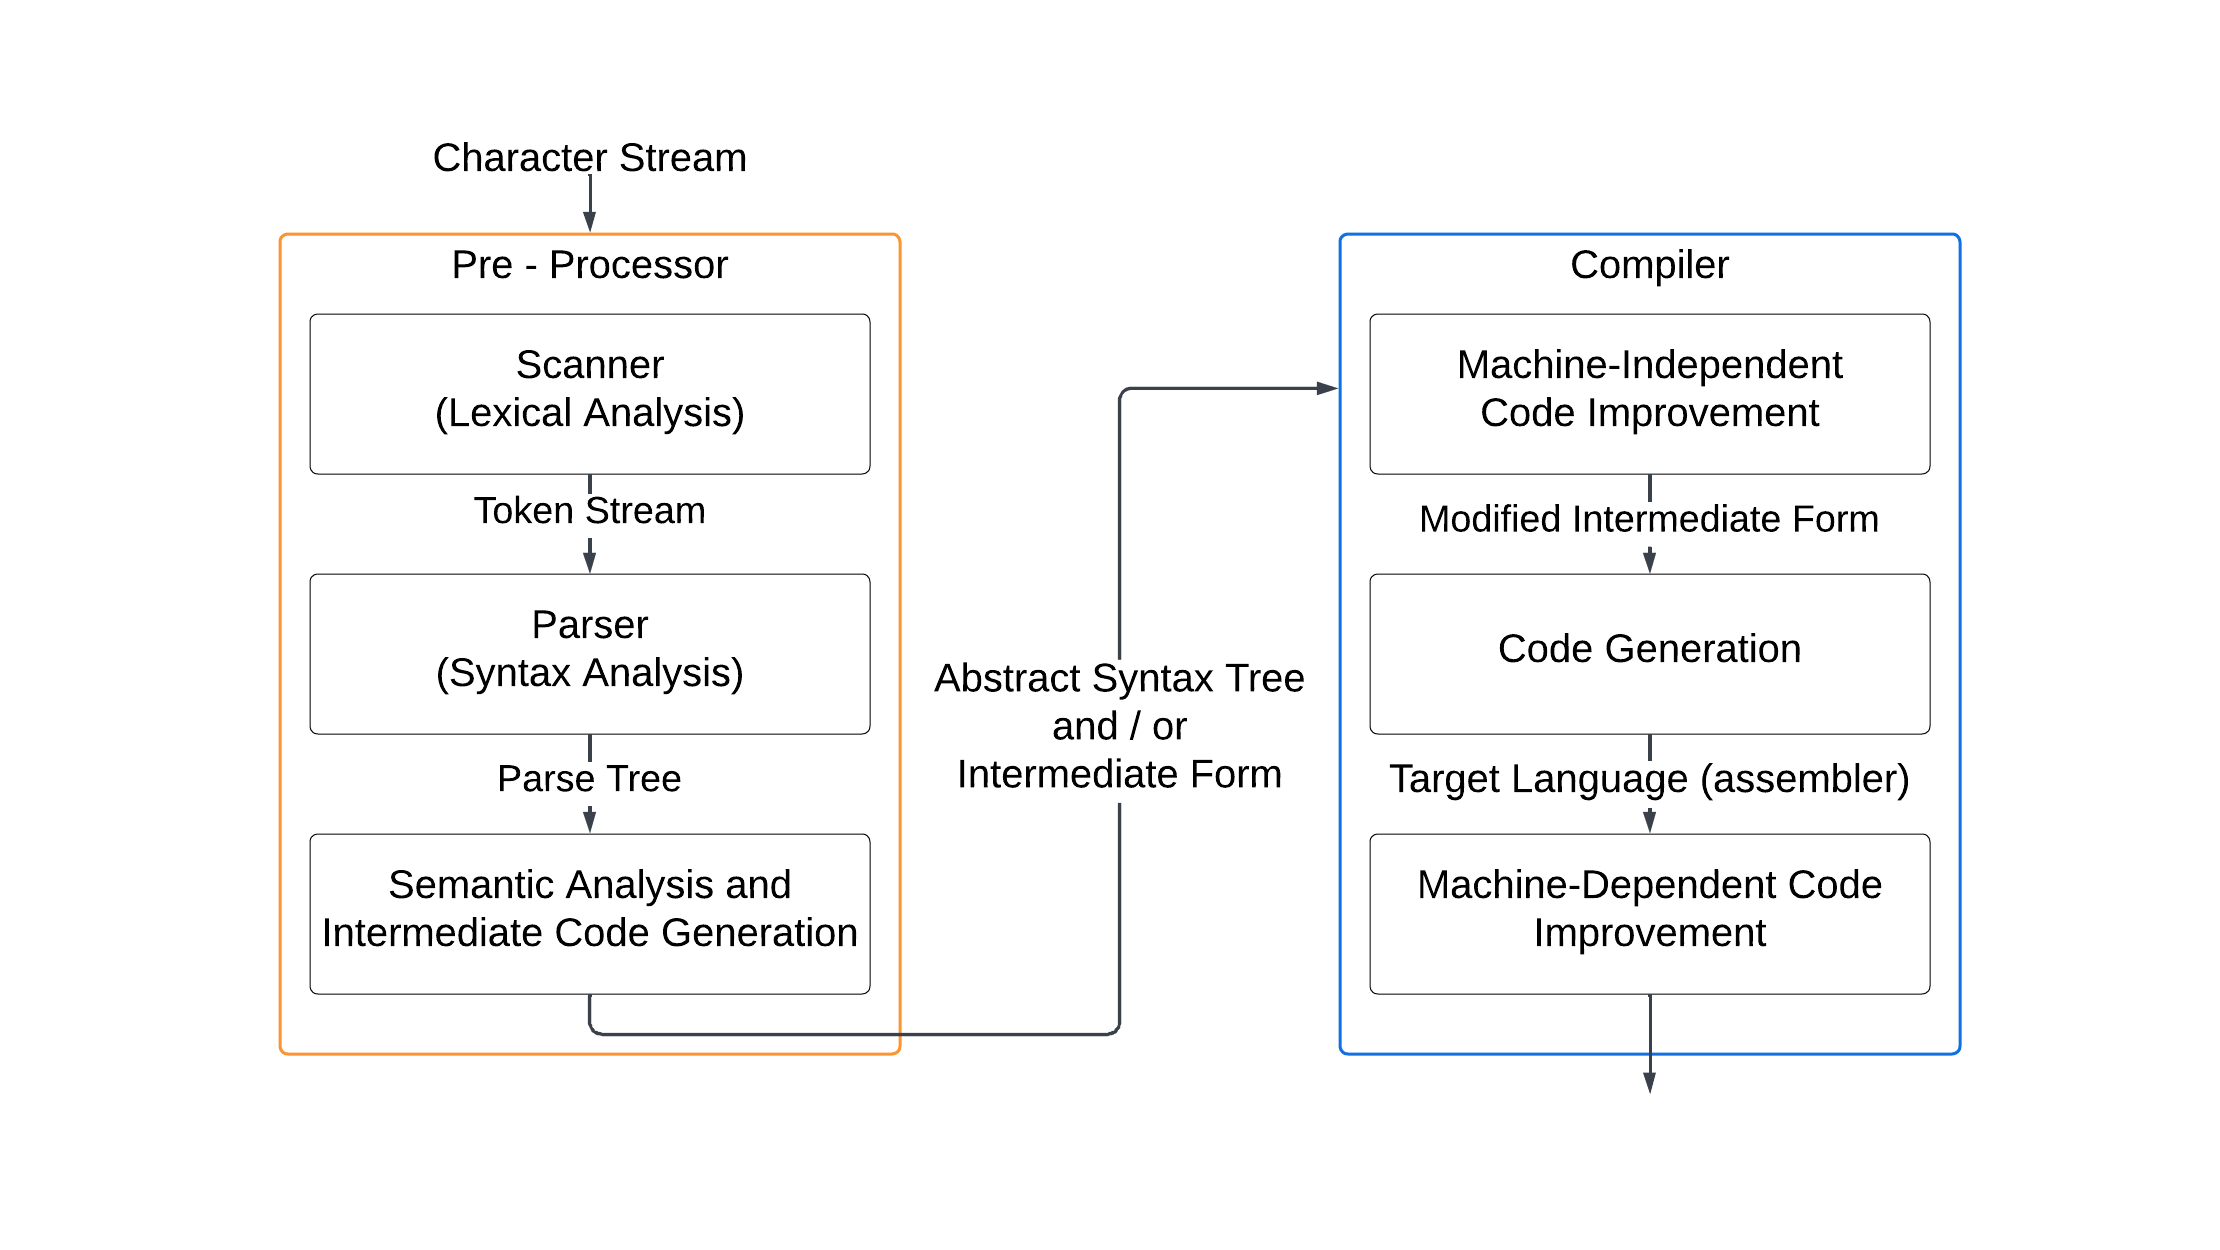 Character Stream
Pre - Processor
Scanner
(Lexical Analysis)
Token Stream
Parser
(Syntax Analysis)
Parse Tree
Semantic Analysis and
Intermediate Code Generation
Abstract Syntax Tree
and / or
Intermediate Form
Compiler
Machine-Independent
Code Improvement
Modified Intermediate Form
Code Generation
Target Language (assembler)
Machine-Dependent Code
Improvement